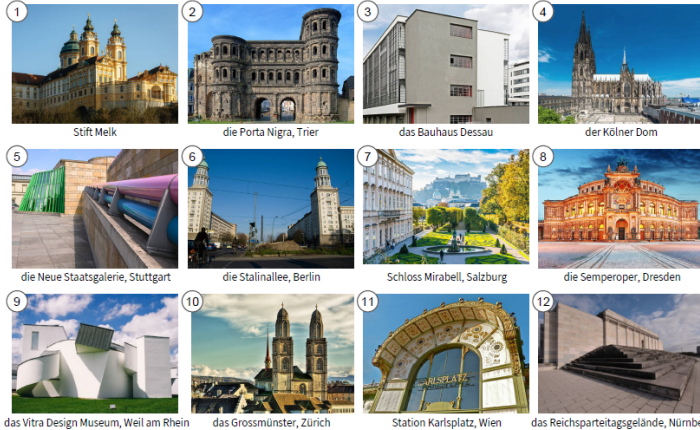 1
2
3
4
Stift Melk
die Porta Nigra, Trier
das Bauhaus Dessau
der Kölner Dom
5
6
7
8
die Neue Staatsgalerie, Stuttgart
die Stalinallee, Berlin
Schloss Mirabell, Salzburg
die Semperoper, Dresden
9
10
11
12
KARLSPLATZ
das Vitra Design Museum, Weil am Rhein
das Grossmünster, Zürich
Station Karlsplatz, Wien
das Reichsparteitagsgelände,